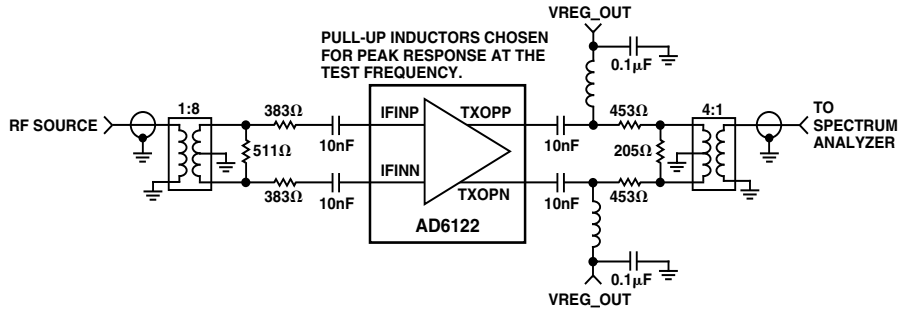 VREG_OUT
PULL-UP INDUCTORS CHOSEN
FOR PEAK RESPONSE AT THE
TEST FREQUENCY.
0.1μF
1:8
383Ω
IFINP
TXOPP
453Ω
4:1
TO
SPECTRUM
ANALYZER
RF SOURCE
10nF
10nF
511Ω
205Ω
IFINN
TXOPN
383Ω
10nF
10nF
453Ω
AD6122
0.1μF
VREG_OUT